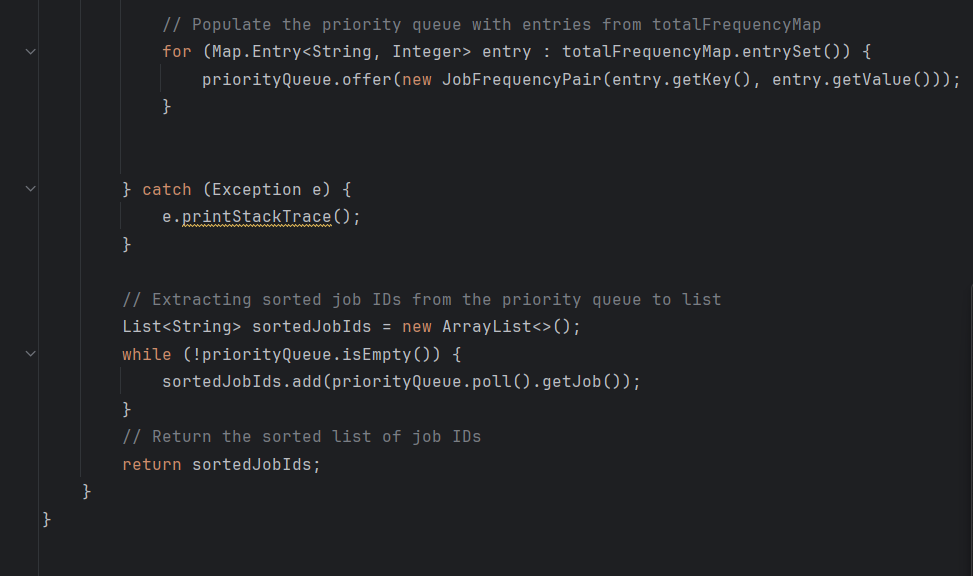 // Populate the priority queue with entries from totalFrequencyMap
for (Map.Entry<String, Integer> entry : totalFrequencyMap.entrySet()) {
priorityQueue.offer(new JobFrequencyPair(entry.getKey(), entry.getValue()));
}
} catch (Exception e) {
e.printStackTrace();
}
// Extracting sorted job IDs from the priority queue to list
List<String> sortedJobIds = new ArrayList<>();
while (!priorityQueue.isEmpty()) {
sortedJobIds.add(priorityQueue.poll().getJob());
}
// Return the sorted list of job IDs
return sortedJobIds;
}
}